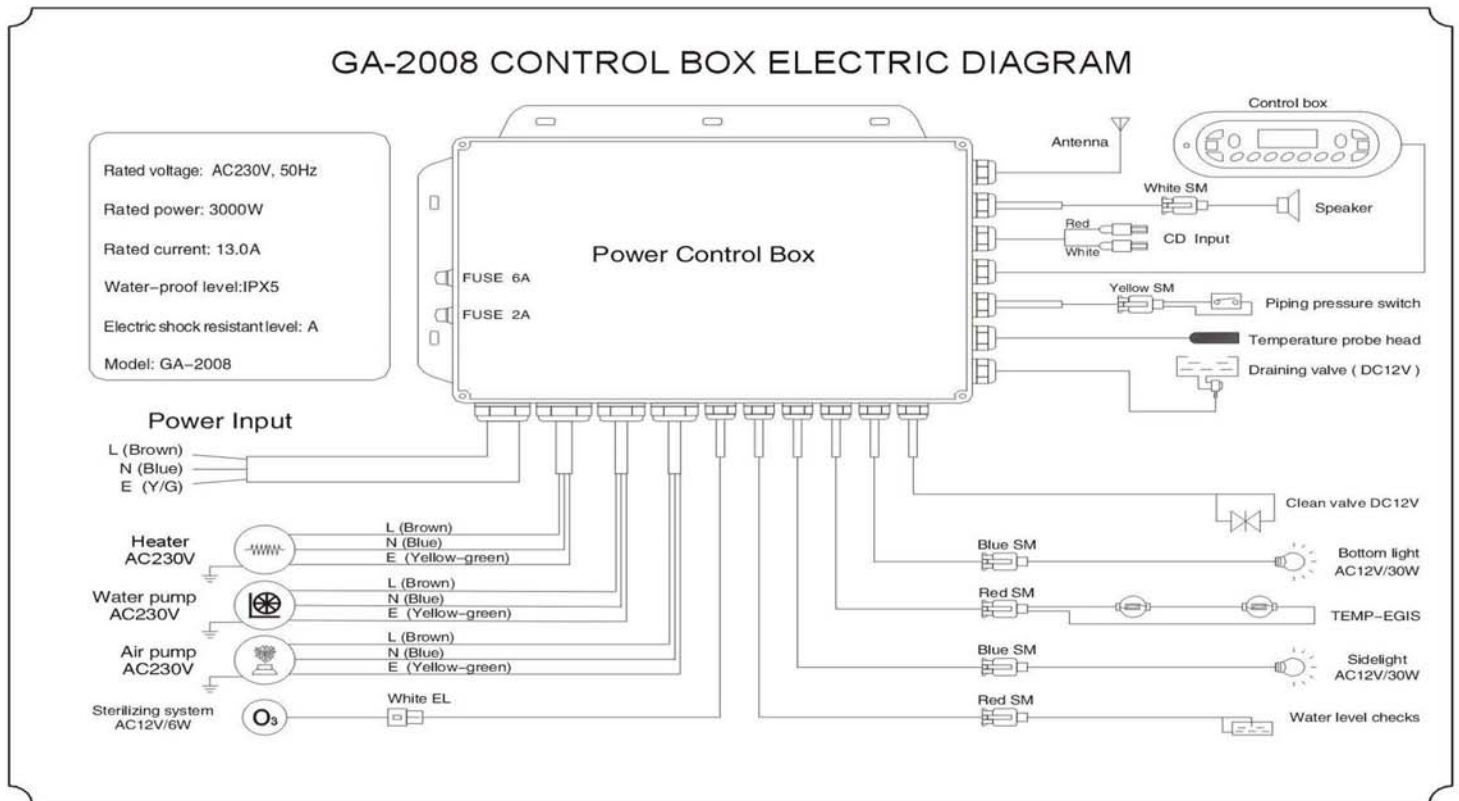 GA-2008 CONTROL BOX ELECTRIC DIAGRAM
Rated voltage: AC230V, 50Hz
Rated power: 3000W
Rated current: 13.0A
Water-proof level:IPX5
Electric shock resistant level: A
Model: GA-2008
Power Control Box
FUSE 6A
FUSE 2A
Control box
Antenna
White SM
Speaker
Red
White
CD Input
Yellow SM
Piping pressure switch
Temperature probe head
Draining valve ( DC12V )
Power Input
L (Brown)
N (Blue)
E (Y/G)
Heater
AC230V
L (Brown)
N (Blue)
E (Yellow-green)
Water pump
AC230V
L (Brown)
N (Blue)
E (Yellow-green)
Air pump
AC230V
L (Brown)
N (Blue)
E (Yellow-green)
Sterilizing system
AC12V/6W
O3
White EL
Clean valve DC12V
Blue SM
Bottom light
AC12V/30W
Red SM
TEMP-EGIS
Blue SM
Sidelight
AC12V/30W
Red SM
Water level checks